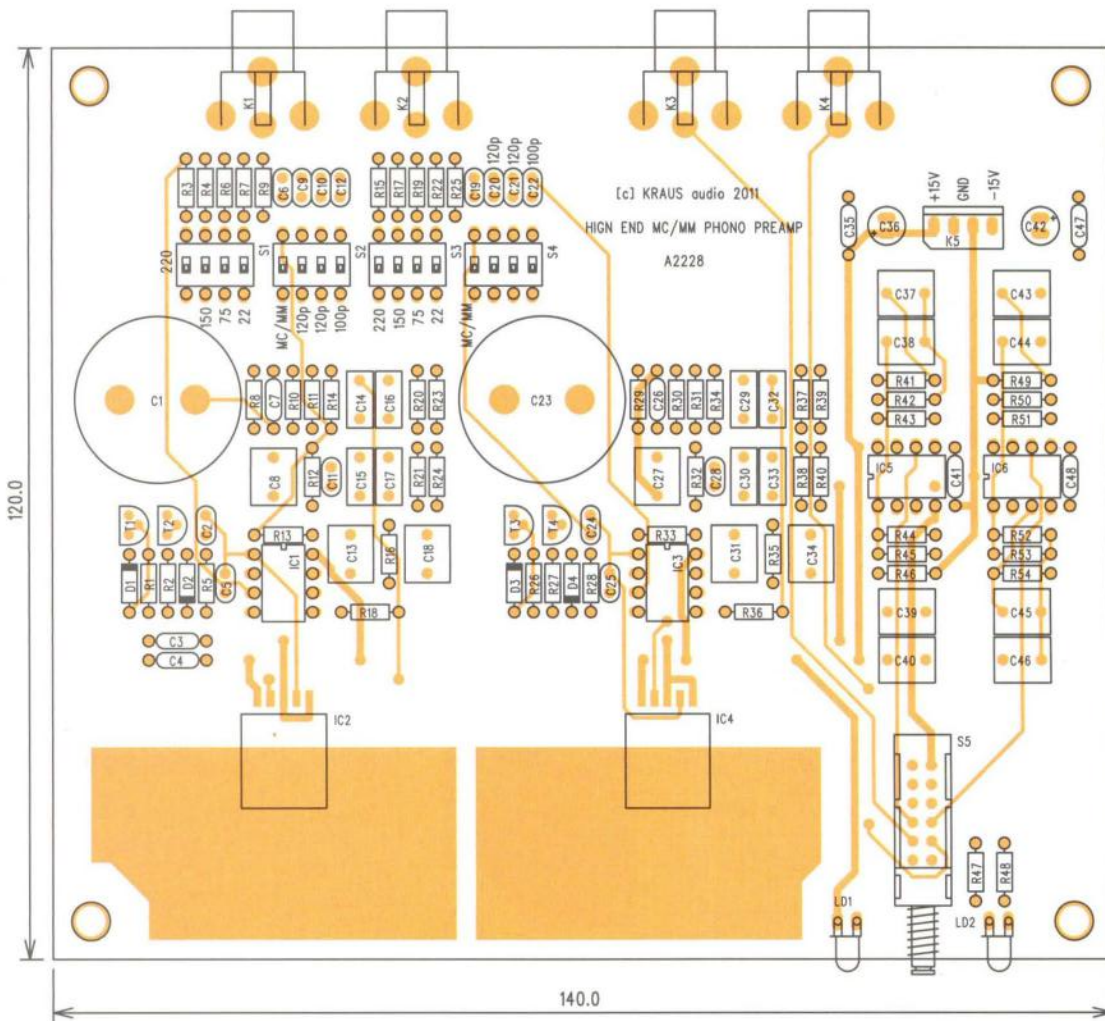 K1
K2
K3
K4
R3
R4
R6
R7
R9
C6
C9
C10
C12
R15
R17
R19
R22
R25
C19
C20
C21
C22
120p
120p
100p
[c] KRAUS audio 2011
HIGN END MC/MM PHONO PREAMP
A2228
+15V
GND
-15V
C35
C36
K5
C42
C47
220
S1
S2
S3
S4
150
75
22
MC/MM
120p
120p
100p
220
150
75
22
MC/MM
C37
C43
C38
C44
C1
C23
R8
C7
R10
R11
R14
C14
C16
R20
R23
R29
C26
R30
R31
R34
C29
C32
R37
R39
R41
R42
R43
R49
R50
R51
C8
R12
C11
C15
C17
R21
R24
C27
R32
C28
C30
C33
R38
R40
IC5
C41
IC6
C48
T1
T2
C2
R13
IC1
C13
R16
C18
T3
T4
C24
R33
IC3
C31
R35
C34
R44
R45
R46
R52
R53
R54
D1
R1
R2
D2
R5
C5
R18
D3
R26
R27
D4
R28
C25
R36
C39
C45
C3
C4
C40
C46
IC2
IC4
S5
R47
R48
LD1
LD2
120.0
140.0